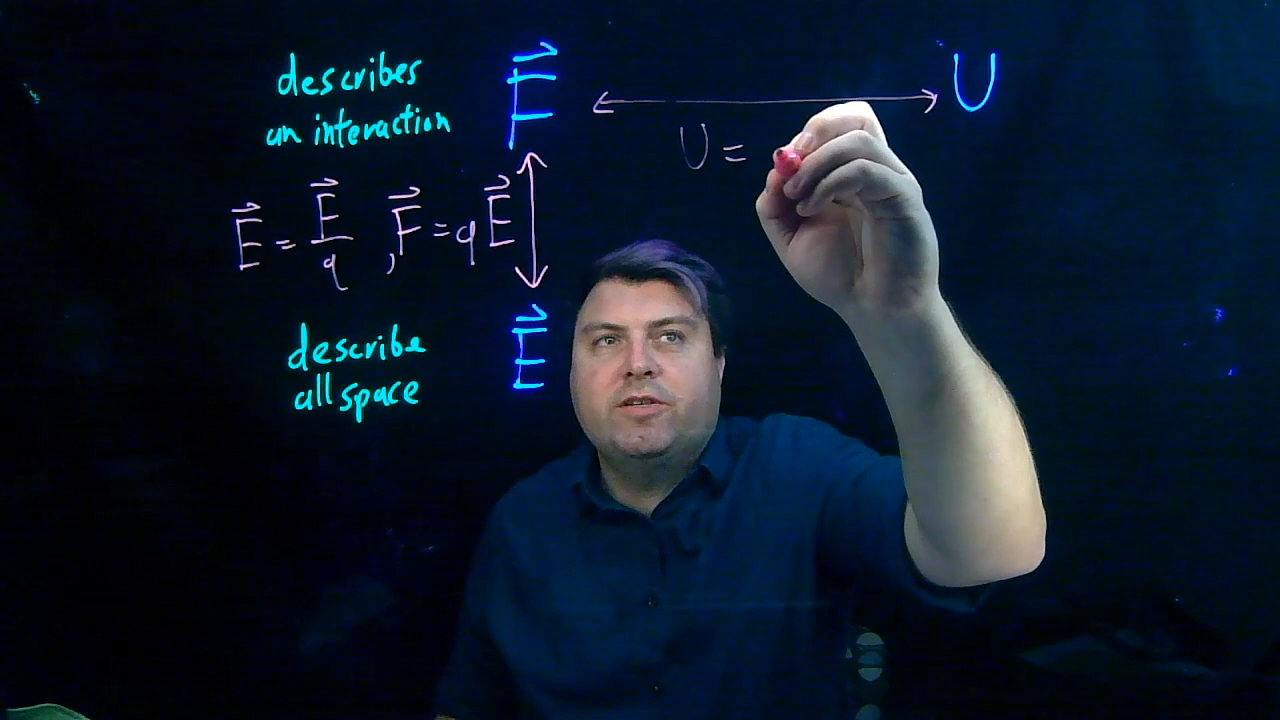 describes F⃗ U
an interaction
U =
E⃗ = F⃗/q , F⃗ = qE⃗
describe E⃗
all space